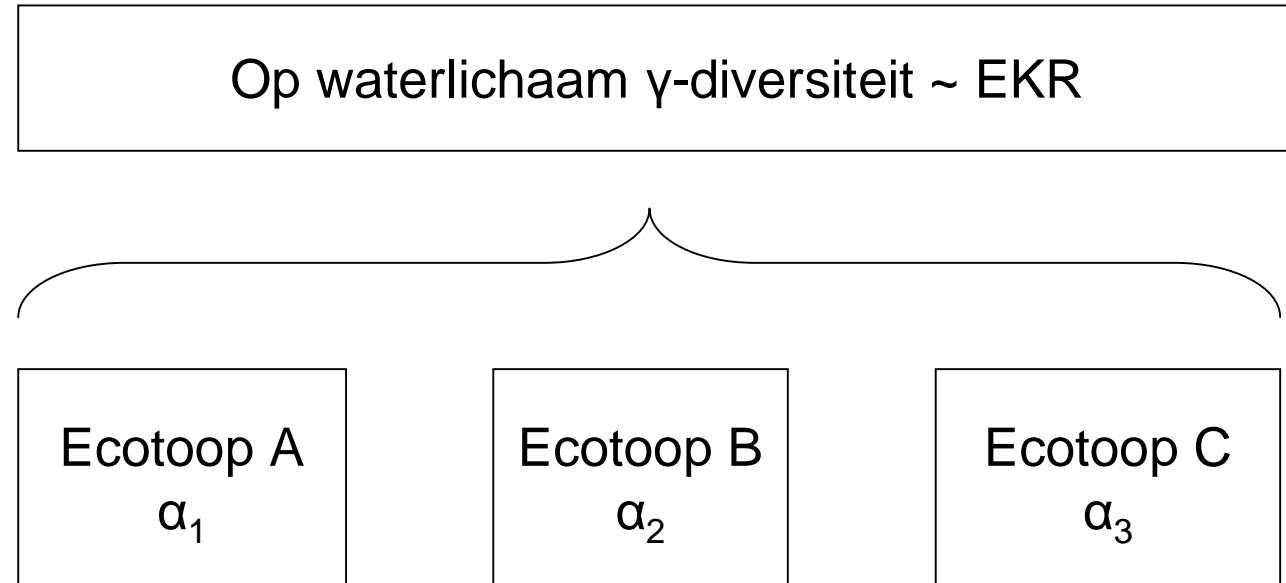 Op waterlichaam γ-diversiteit ~ EKR
Ecotoop A
α₁
Ecotoop B
α₂
Ecotoop C
α₃